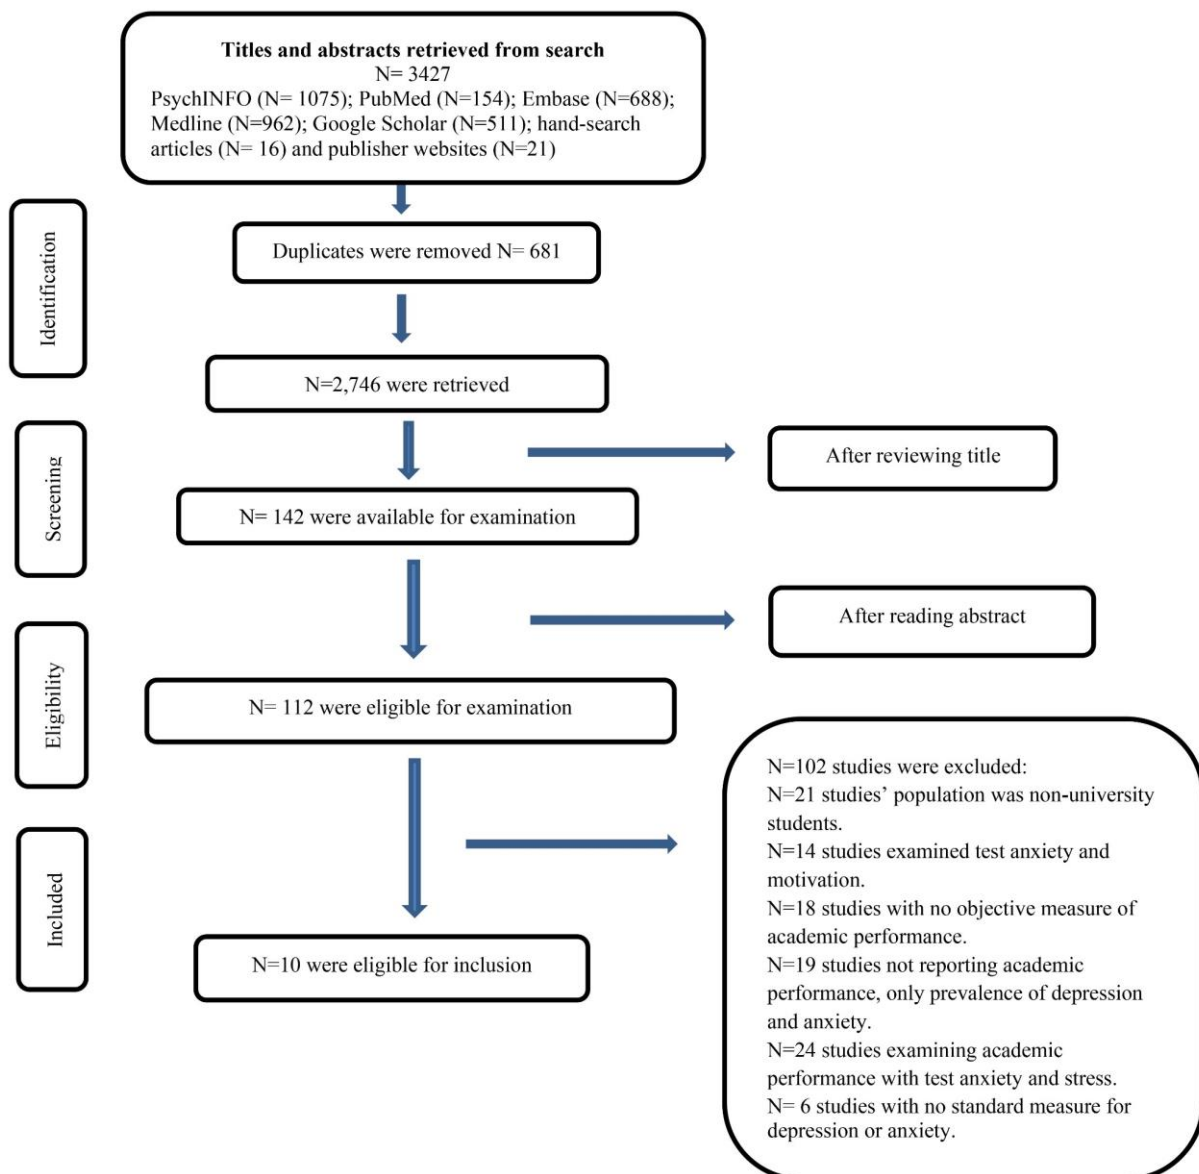 Titles and abstracts retrieved from search
N= 3427
PsychINFO (N= 1075); PubMed (N=154); Embase (N=688);
Medline (N=962); Google Scholar (N=511); hand-search
articles (N= 16) and publisher websites (N=21)
Identification
Duplicates were removed N= 681
N=2,746 were retrieved
Screening
After reviewing title
N= 142 were available for examination
Eligibility
After reading abstract
N= 112 were eligible for examination
Included
N=102 studies were excluded:
N=21 studies’ population was non-university
students.
N=14 studies examined test anxiety and
motivation.
N=18 studies with no objective measure of
academic performance.
N=19 studies not reporting academic
performance, only prevalence of depression
and anxiety.
N=24 studies examining academic
performance with test anxiety and stress.
N= 6 studies with no standard measure for
depression or anxiety.
N=10 were eligible for inclusion